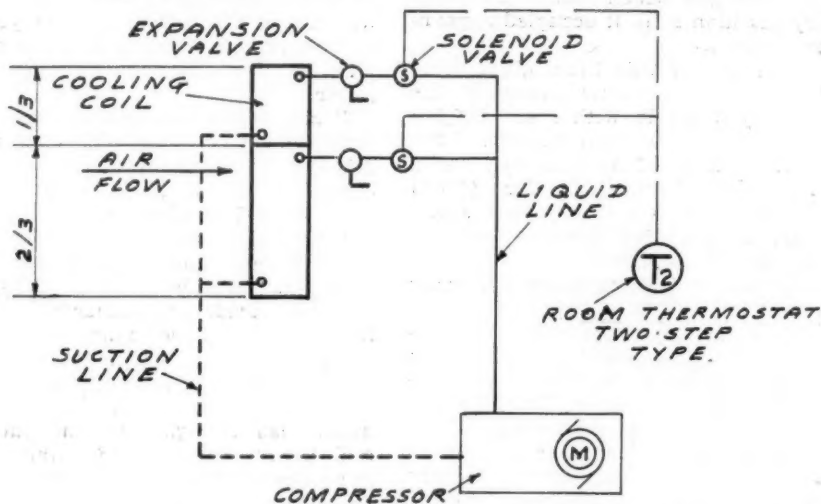 EXPANSION
VALVE
SOLENOID
VALVE
COOLING
COIL
1/3
S
AIR
FLOW
S
2/3
LIQUID
LINE
T2
ROOM THERMOSTAT,
TWO-STEP
TYPE.
SUCTION
LINE
M
COMPRESSOR